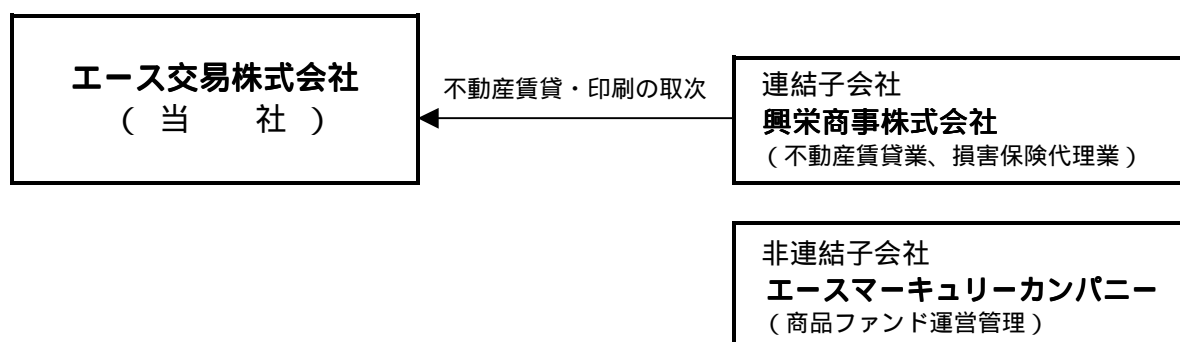 エース交易株式会社
(当 社)
不動産賃貸・印刷の取次
連結子会社
興栄商事株式会社
(不動産賃貸業、損害保険代理業)
非連結子会社
エースマーキュリーカンパニー
(商品ファンド運営管理)